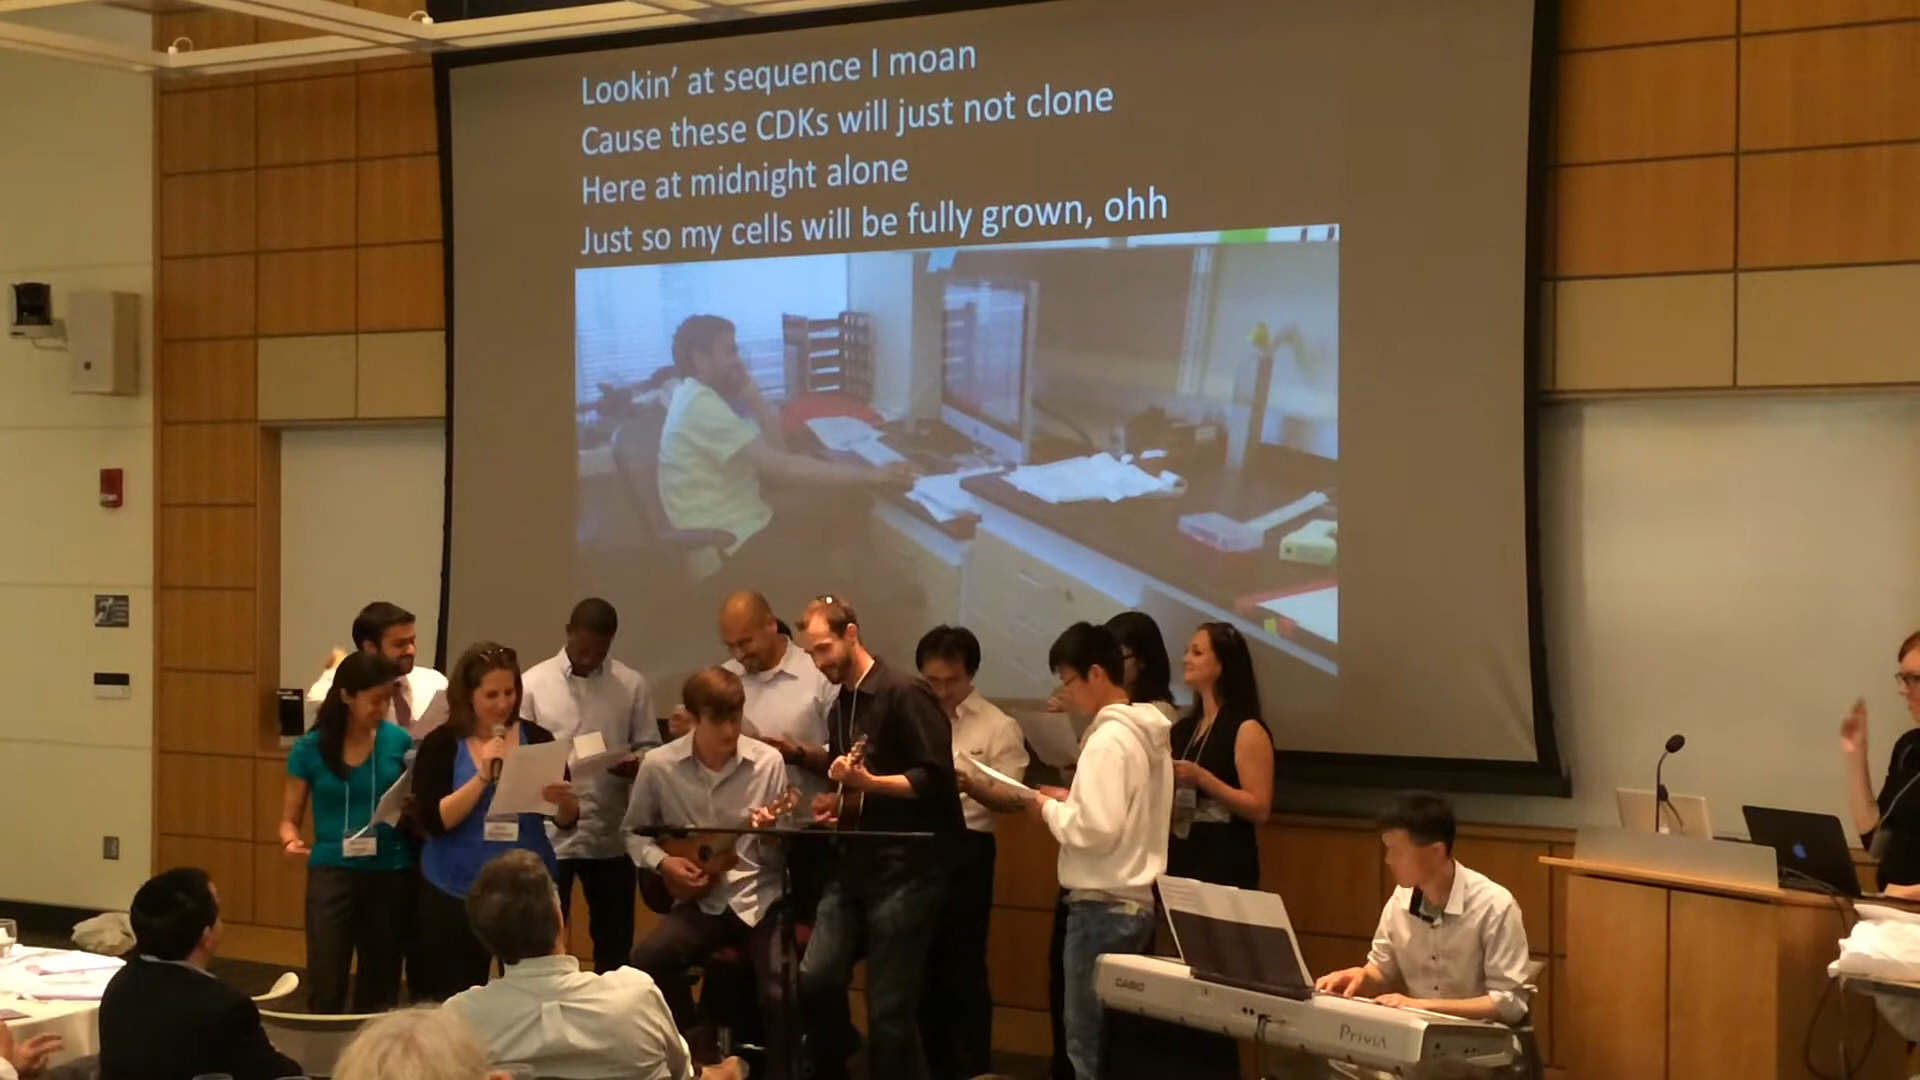 Lookin’ at sequence I moan
Cause these CDKs will just not clone
Here at midnight alone
Just so my cells will be fully grown, ohh
CASIO
Privia